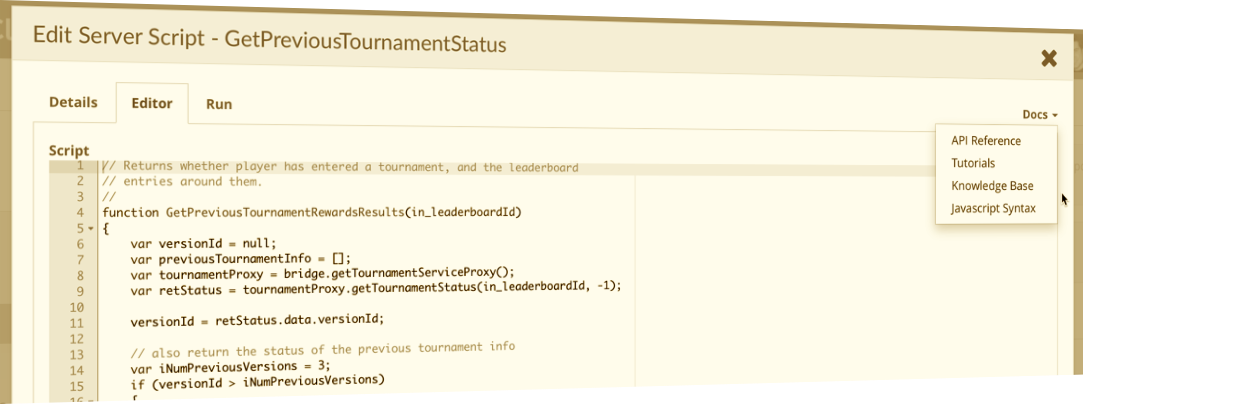 Edit Server Script - GetPreviousTournamentStatus
Details
Editor
Run
Docs
API Reference
Tutorials
Knowledge Base
Javascript Syntax
Script
1 // Returns whether player has entered a tournament, and the leaderboard
2 // entries around them.
3 //
4 function GetPreviousTournamentRewardsResults(in_leaderboardId)
5 {
6 var versionId = null;
7 var previousTournamentInfo = [];
8 var tournamentProxy = bridge.getTournamentServiceProxy();
9 var retStatus = tournamentProxy.getTournamentStatus(in_leaderboardId, -1);
10
11 versionId = retStatus.data.versionId;
12
13 // also return the status of the previous tournament info
14 var iNumPreviousVersions = 3;
15 if (versionId > iNumPreviousVersions)
16 {